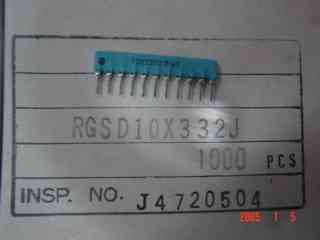 RGSD10X332J
1000 PCS
INSP. NO. J4720504
2005 1 5